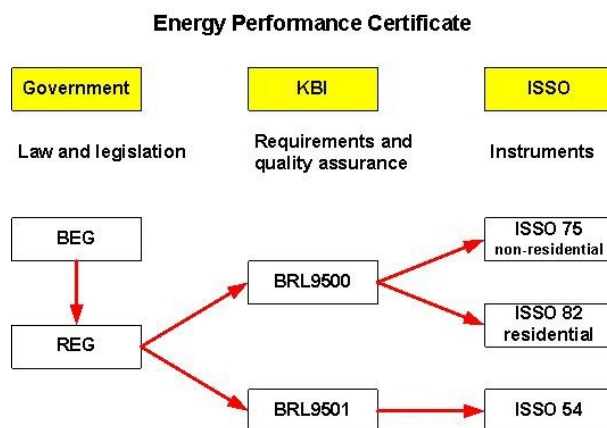 Energy Performance Certificate
Government
KBI
ISSO
Law and legislation
Requirements and
quality assurance
Instruments
BEG
REG
BRL9500
BRL9501
ISSO 75
non-residential
ISSO 82
residential
ISSO 54